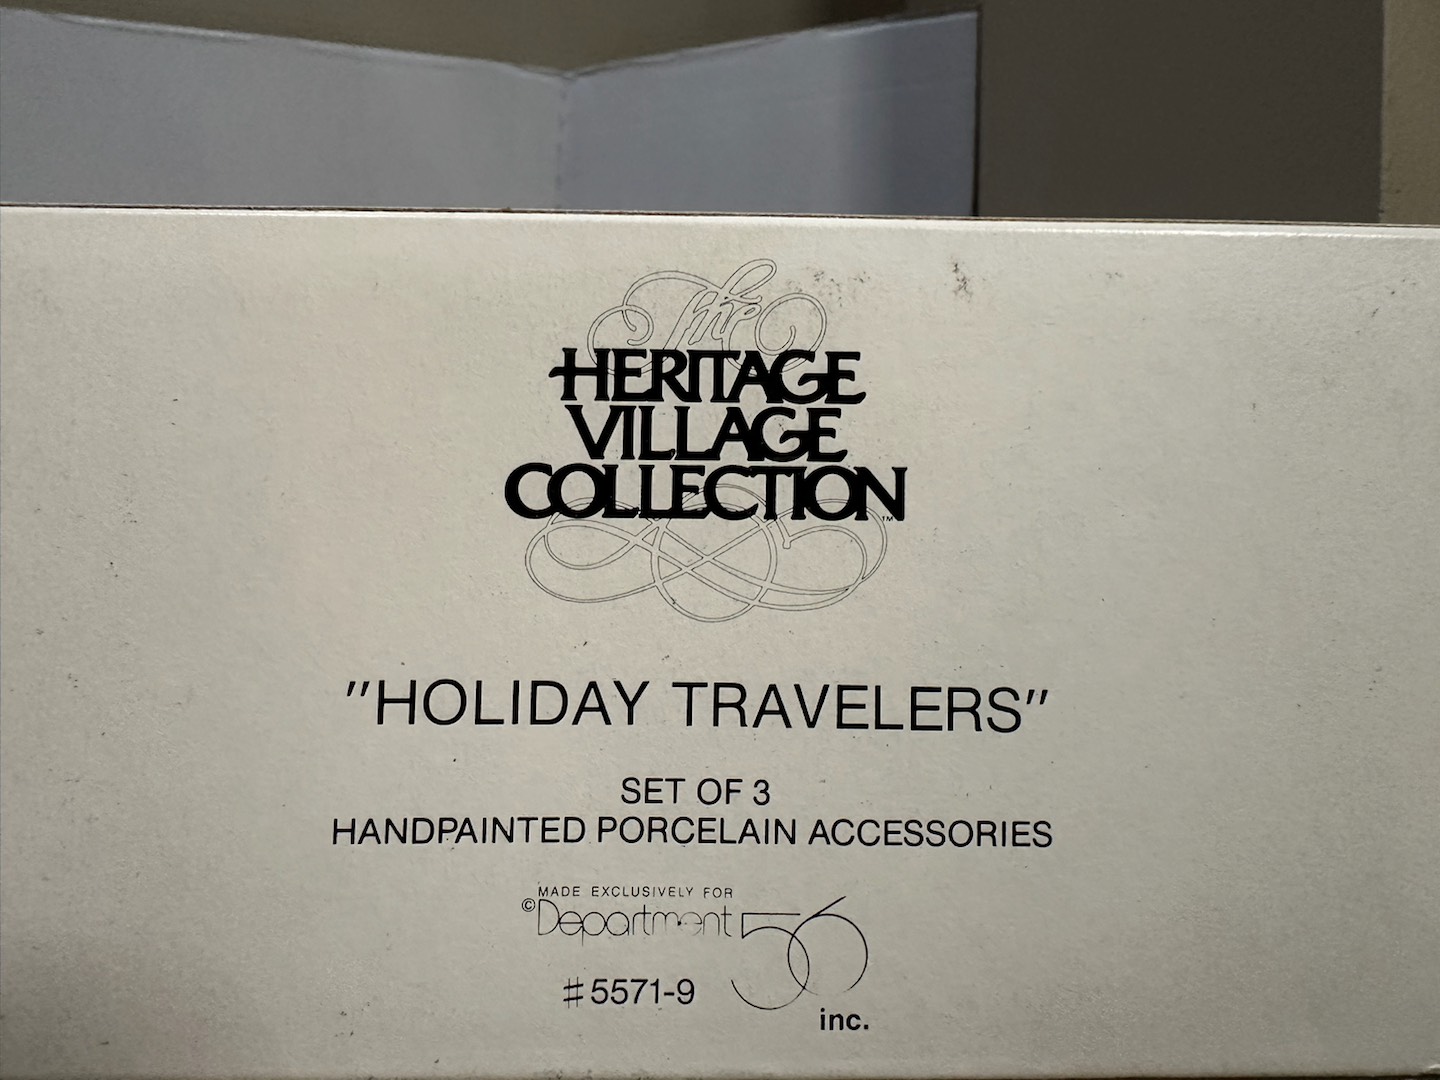 The
HERITAGE
VILLAGE
COLLECTION™
"HOLIDAY TRAVELERS"
SET OF 3
HANDPAINTED PORCELAIN ACCESSORIES
MADE EXCLUSIVELY FOR
©Department 56
inc.
#5571-9